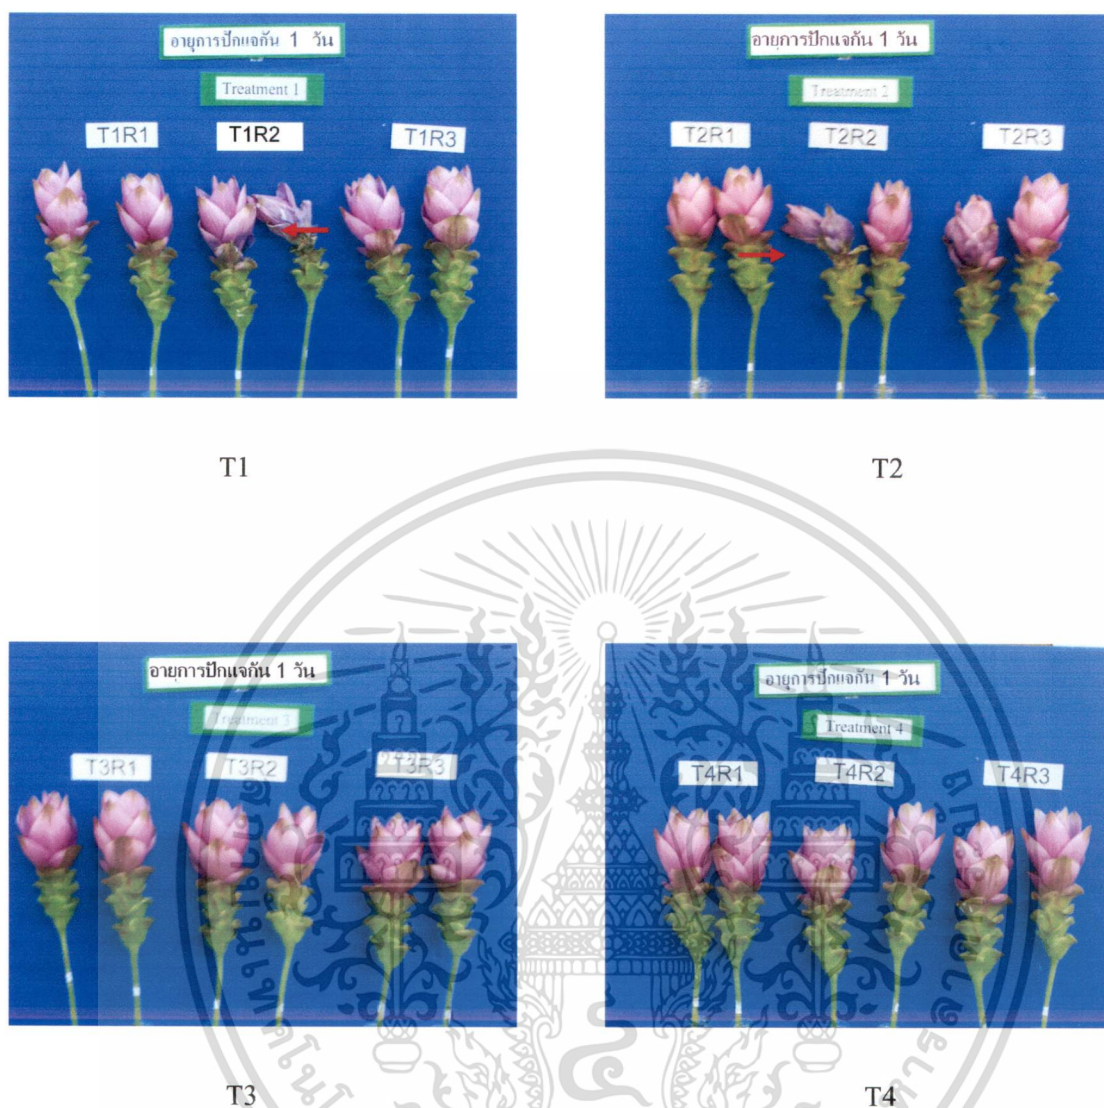 อายุการปักแจกัน 1 วัน
Treatment 1
T1R1 T1R2 T1R3
T1
อายุการปักแจกัน 1 วัน
Treatment 2
T2R1 T2R2 T2R3
T2
อายุการปักแจกัน 1 วัน
Treatment 3
T3R1 T3R2 T3R3
T3
อายุการปักแจกัน 1 วัน
Treatment 4
T4R1 T4R2 T4R3
T4